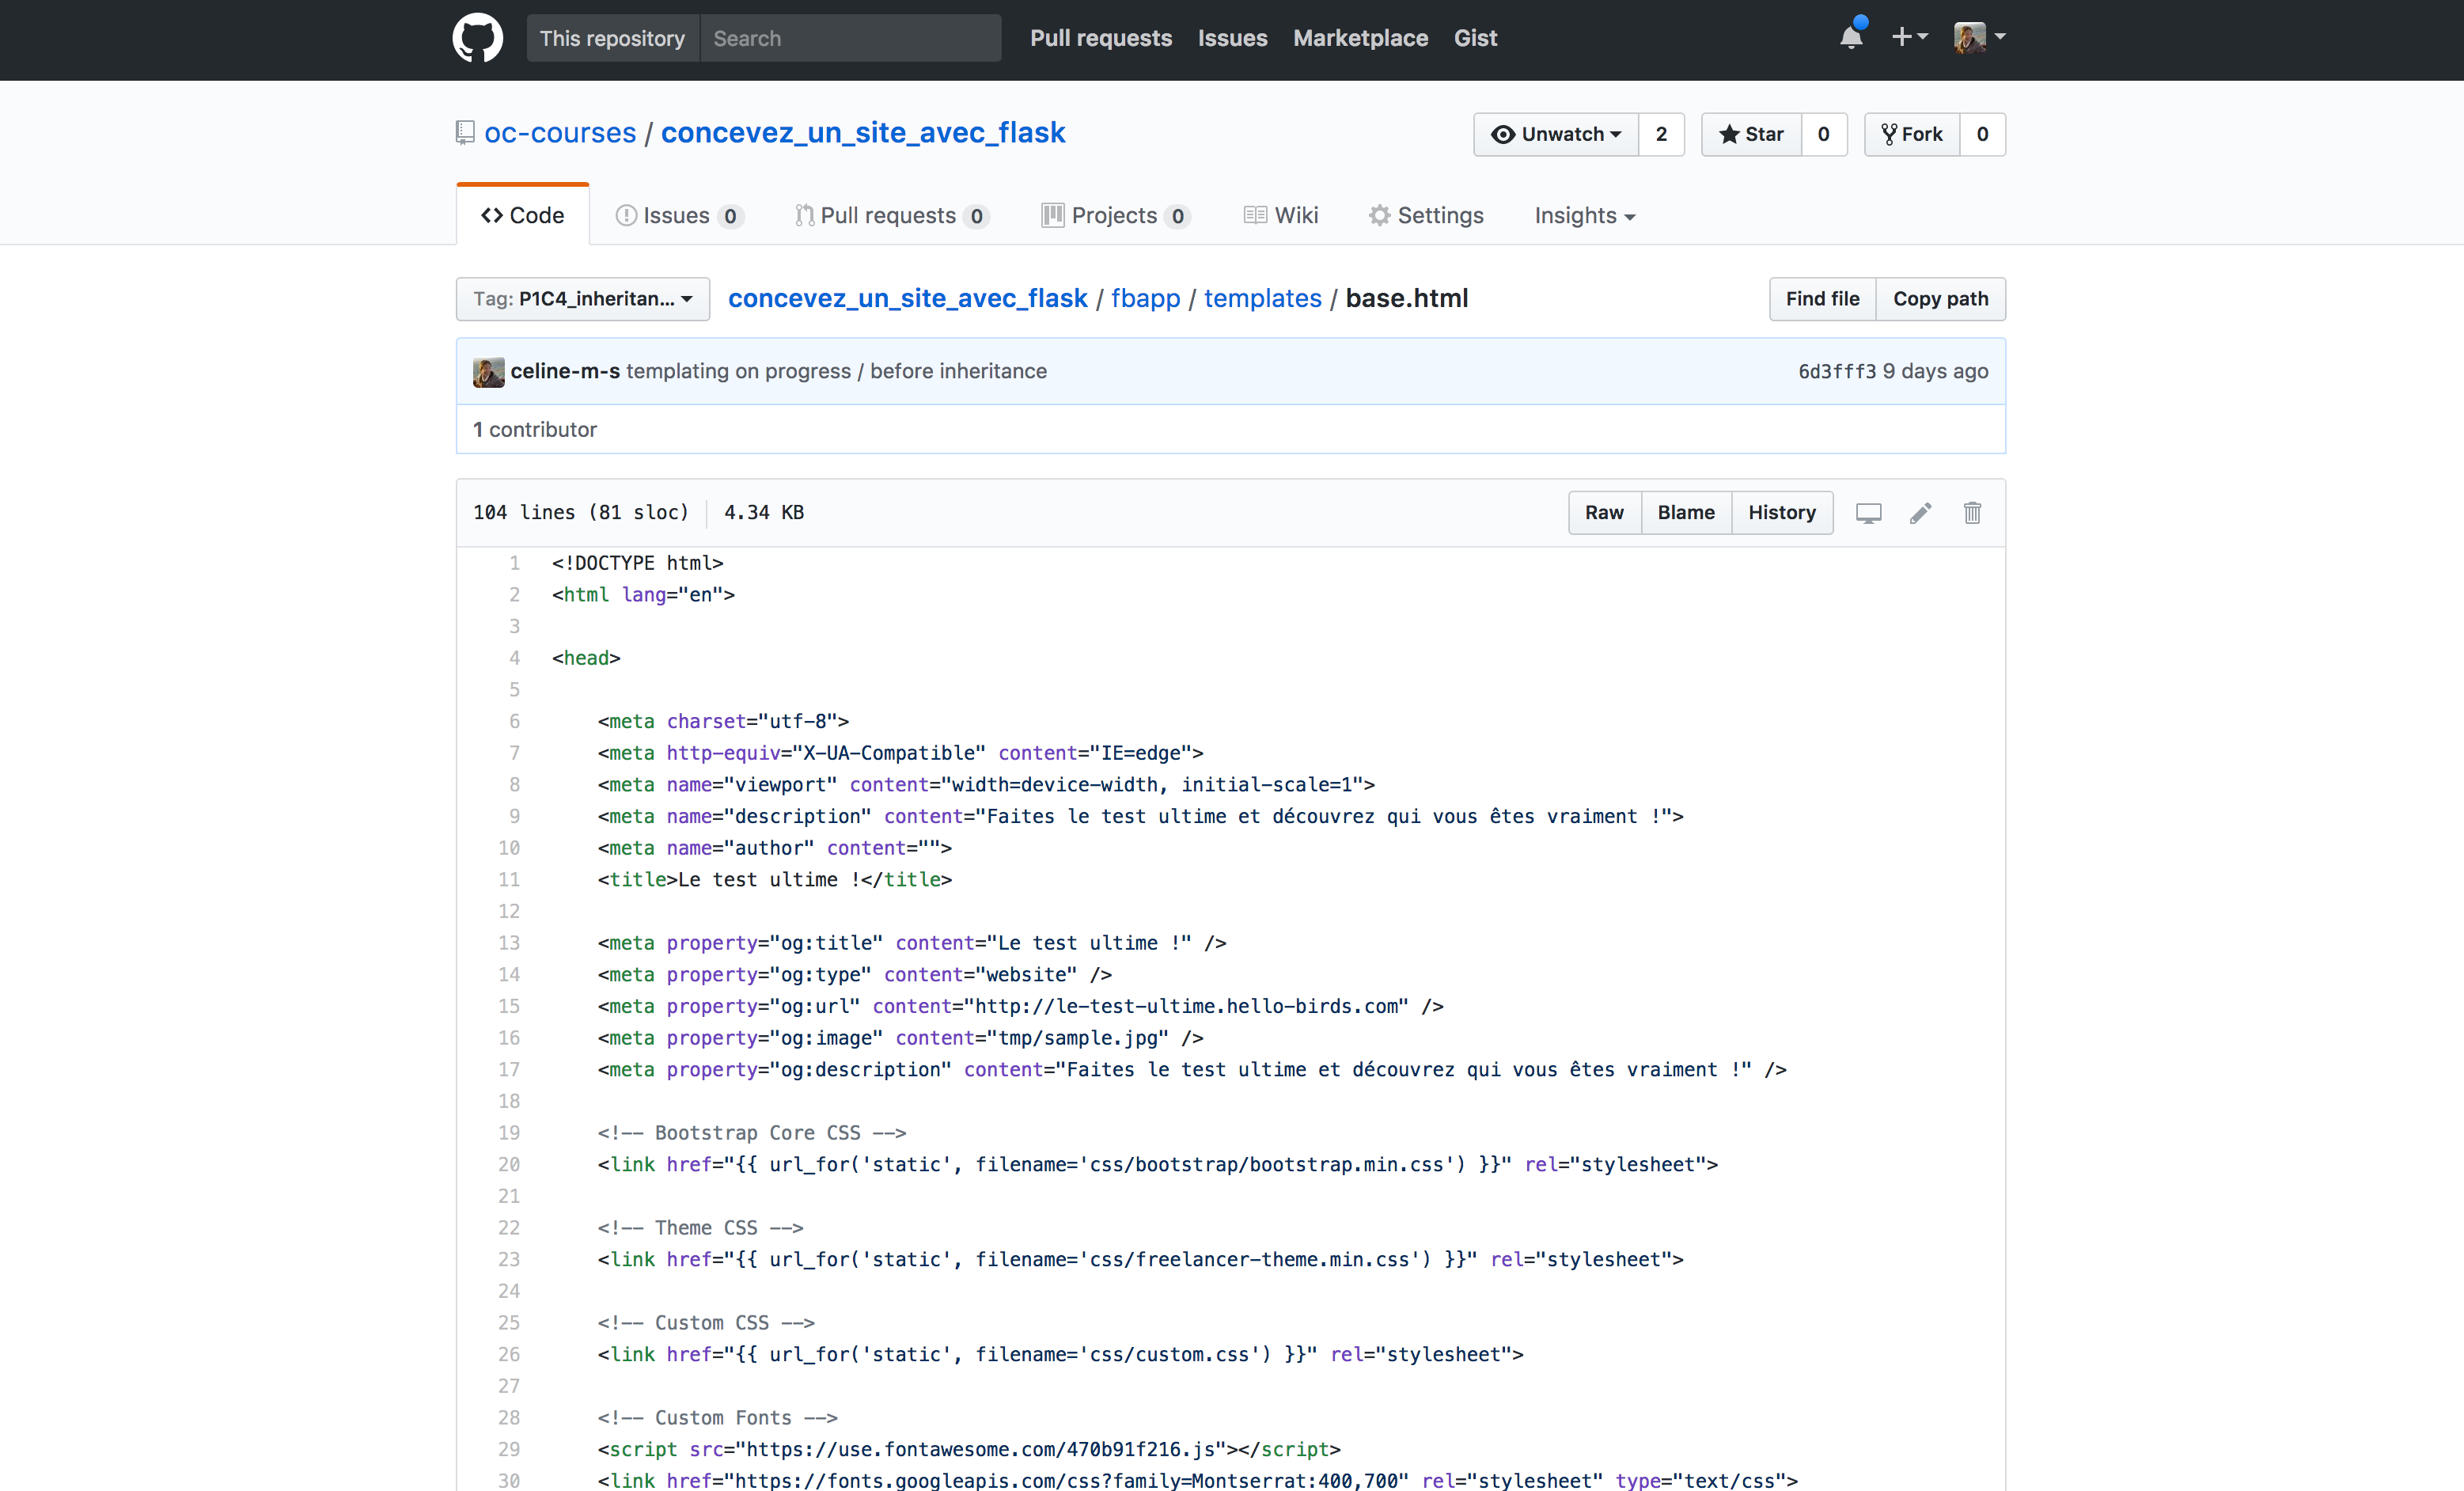 This repository Search Pull requests Issues Marketplace Gist
oc-courses / concevez_un_site_avec_flask Unwatch 2 Star 0 Fork 0
<> Code Issues 0 Pull requests 0 Projects 0 Wiki Settings Insights
Tag: P1C4_inheritan... concevez_un_site_avec_flask / fbapp / templates / base.html Find file Copy path
celine-m-s templating on progress / before inheritance 6d3fff3 9 days ago
1 contributor
104 lines (81 sloc) 4.34 KB Raw Blame History
1 <!DOCTYPE html>
2 <html lang="en">
3
4 <head>
5
6 <meta charset="utf-8">
7 <meta http-equiv="X-UA-Compatible" content="IE=edge">
8 <meta name="viewport" content="width=device-width, initial-scale=1">
9 <meta name="description" content="Faites le test ultime et découvrez qui vous êtes vraiment !">
10 <meta name="author" content="">
11 <title>Le test ultime !</title>
12
13 <meta property="og:title" content="Le test ultime !" />
14 <meta property="og:type" content="website" />
15 <meta property="og:url" content="http://le-test-ultime.hello-birds.com" />
16 <meta property="og:image" content="tmp/sample.jpg" />
17 <meta property="og:description" content="Faites le test ultime et découvrez qui vous êtes vraiment !" />
18
19 <!-- Bootstrap Core CSS -->
20 <link href="{{ url_for('static', filename='css/bootstrap/bootstrap.min.css') }}" rel="stylesheet">
21
22 <!-- Theme CSS -->
23 <link href="{{ url_for('static', filename='css/freelancer-theme.min.css') }}" rel="stylesheet">
24
25 <!-- Custom CSS -->
26 <link href="{{ url_for('static', filename='css/custom.css') }}" rel="stylesheet">
27
28 <!-- Custom Fonts -->
29 <script src="https://use.fontawesome.com/470b91f216.js"></script>
30 <link href="https://fonts.googleapis.com/css?family=Montserrat:400,700" rel="stylesheet" type="text/css">